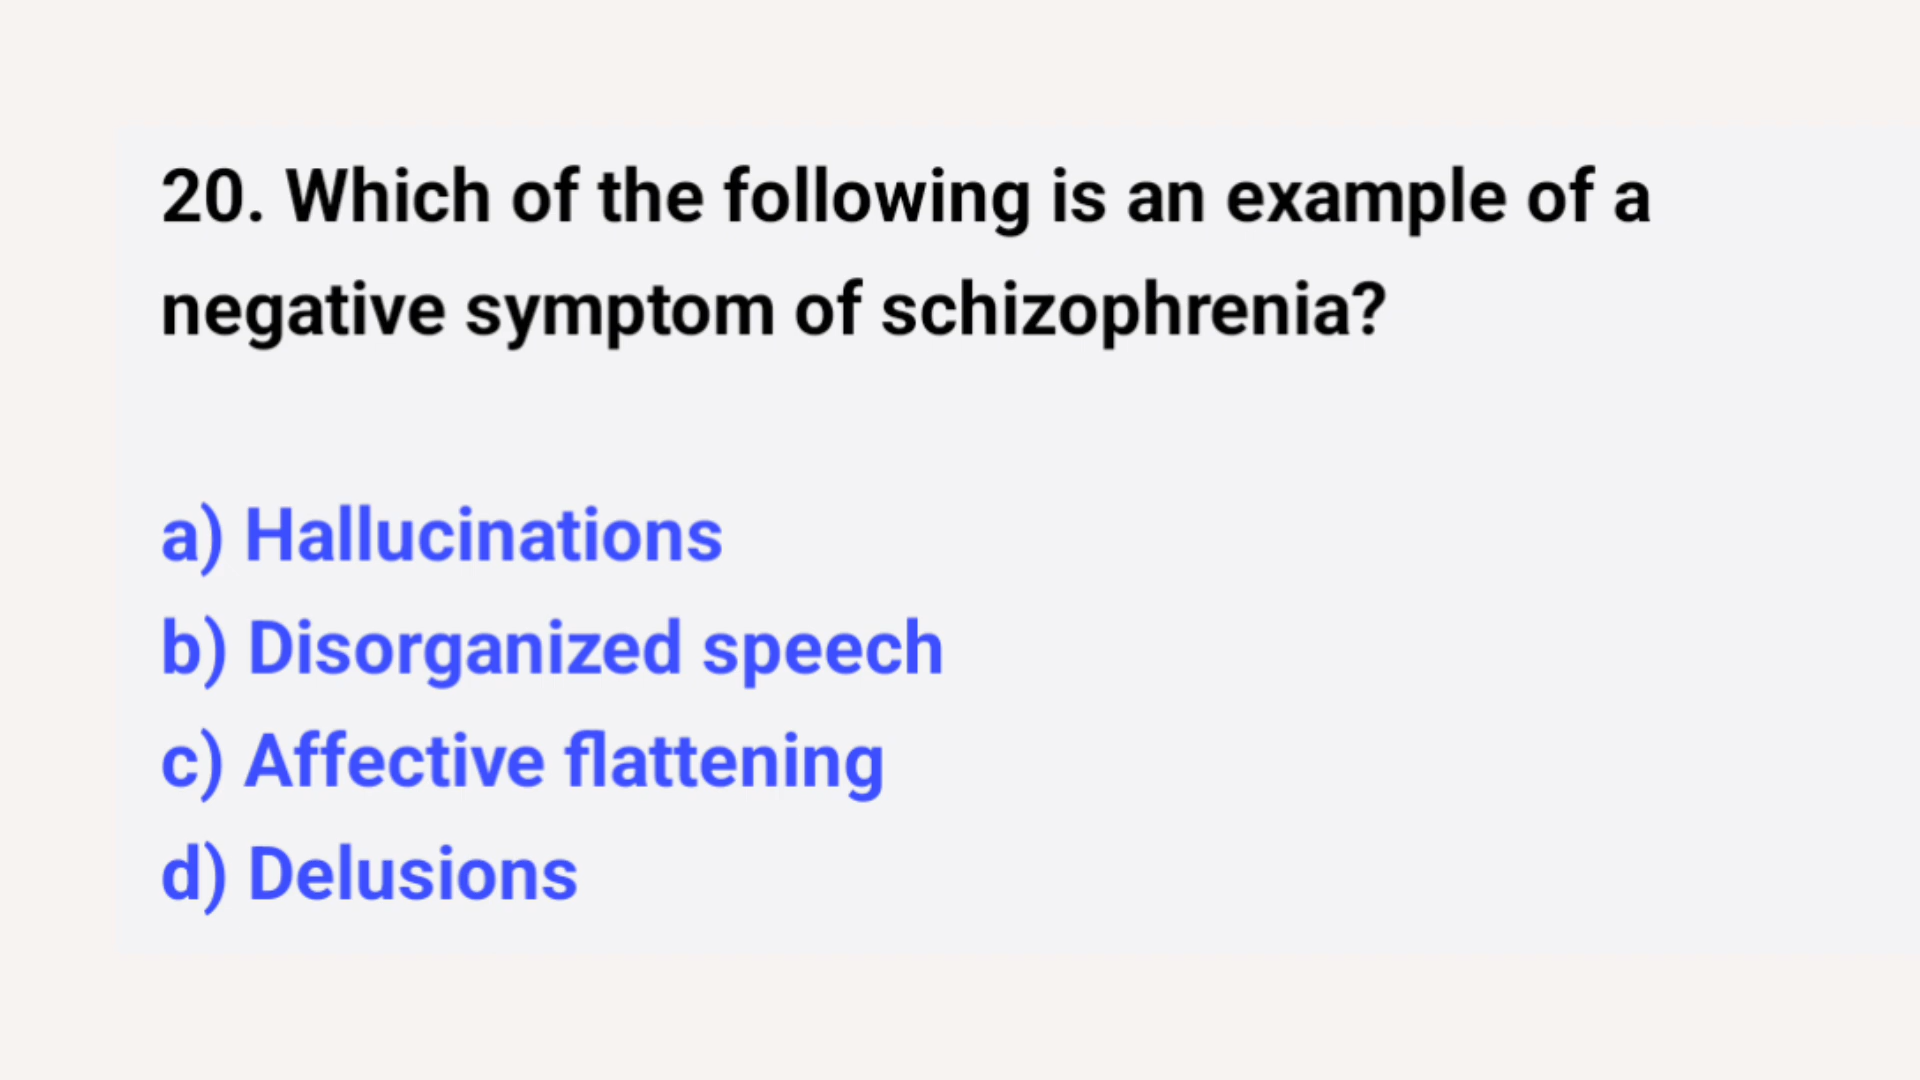 20. Which of the following is an example of a
negative symptom of schizophrenia?
a) Hallucinations
b) Disorganized speech
c) Affective flattening
d) Delusions